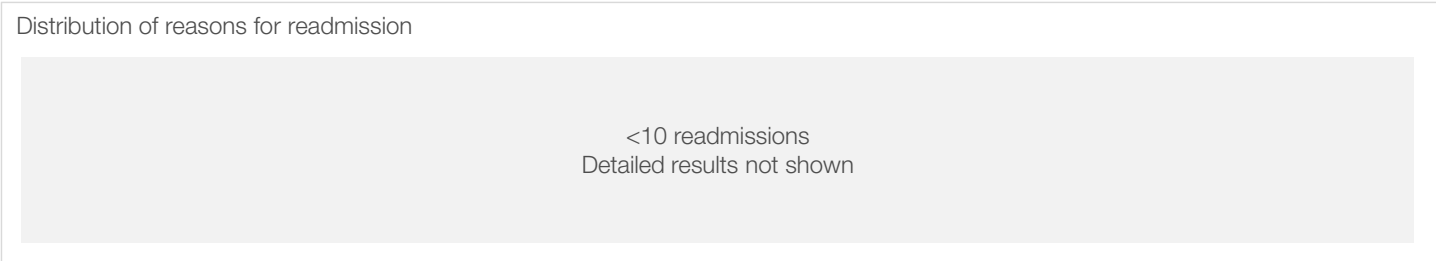 Distribution of reasons for readmission
<10 readmissions
Detailed results not shown